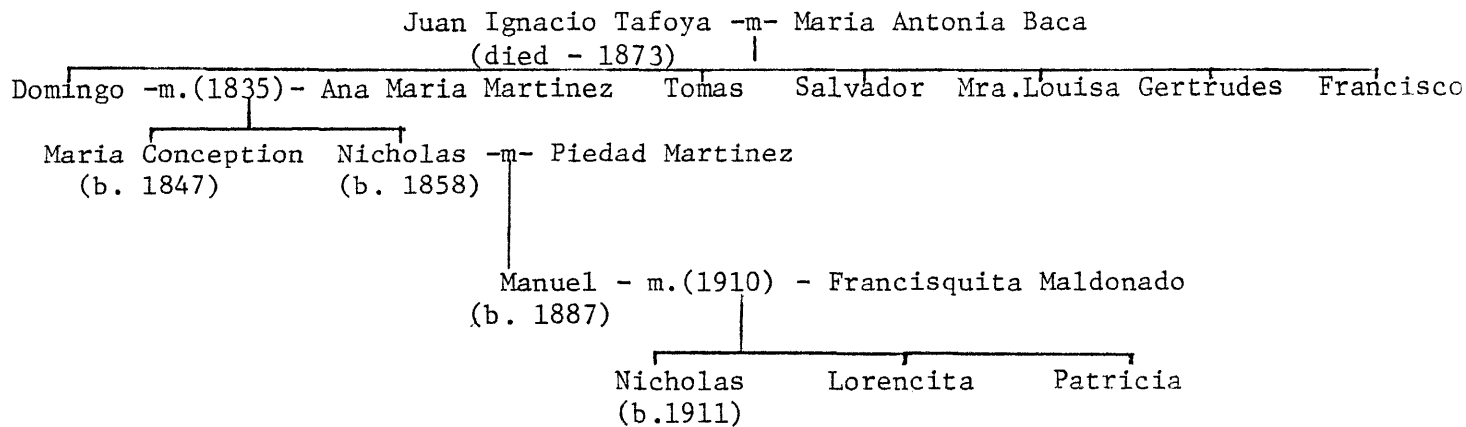 Juan Ignacio Tafoya -m- Maria Antonia Baca
(died - 1873)
Domingo -m.(1835)- Ana Maria Martinez Tomas Salvador Mra.Louisa Gertrudes Francisco
Maria Conception Nicholas -m- Piedad Martinez
(b. 1847) (b. 1858)
Manuel - m.(1910) - Francisquita Maldonado
(b. 1887)
Nicholas Lorencita Patricia
(b.1911)